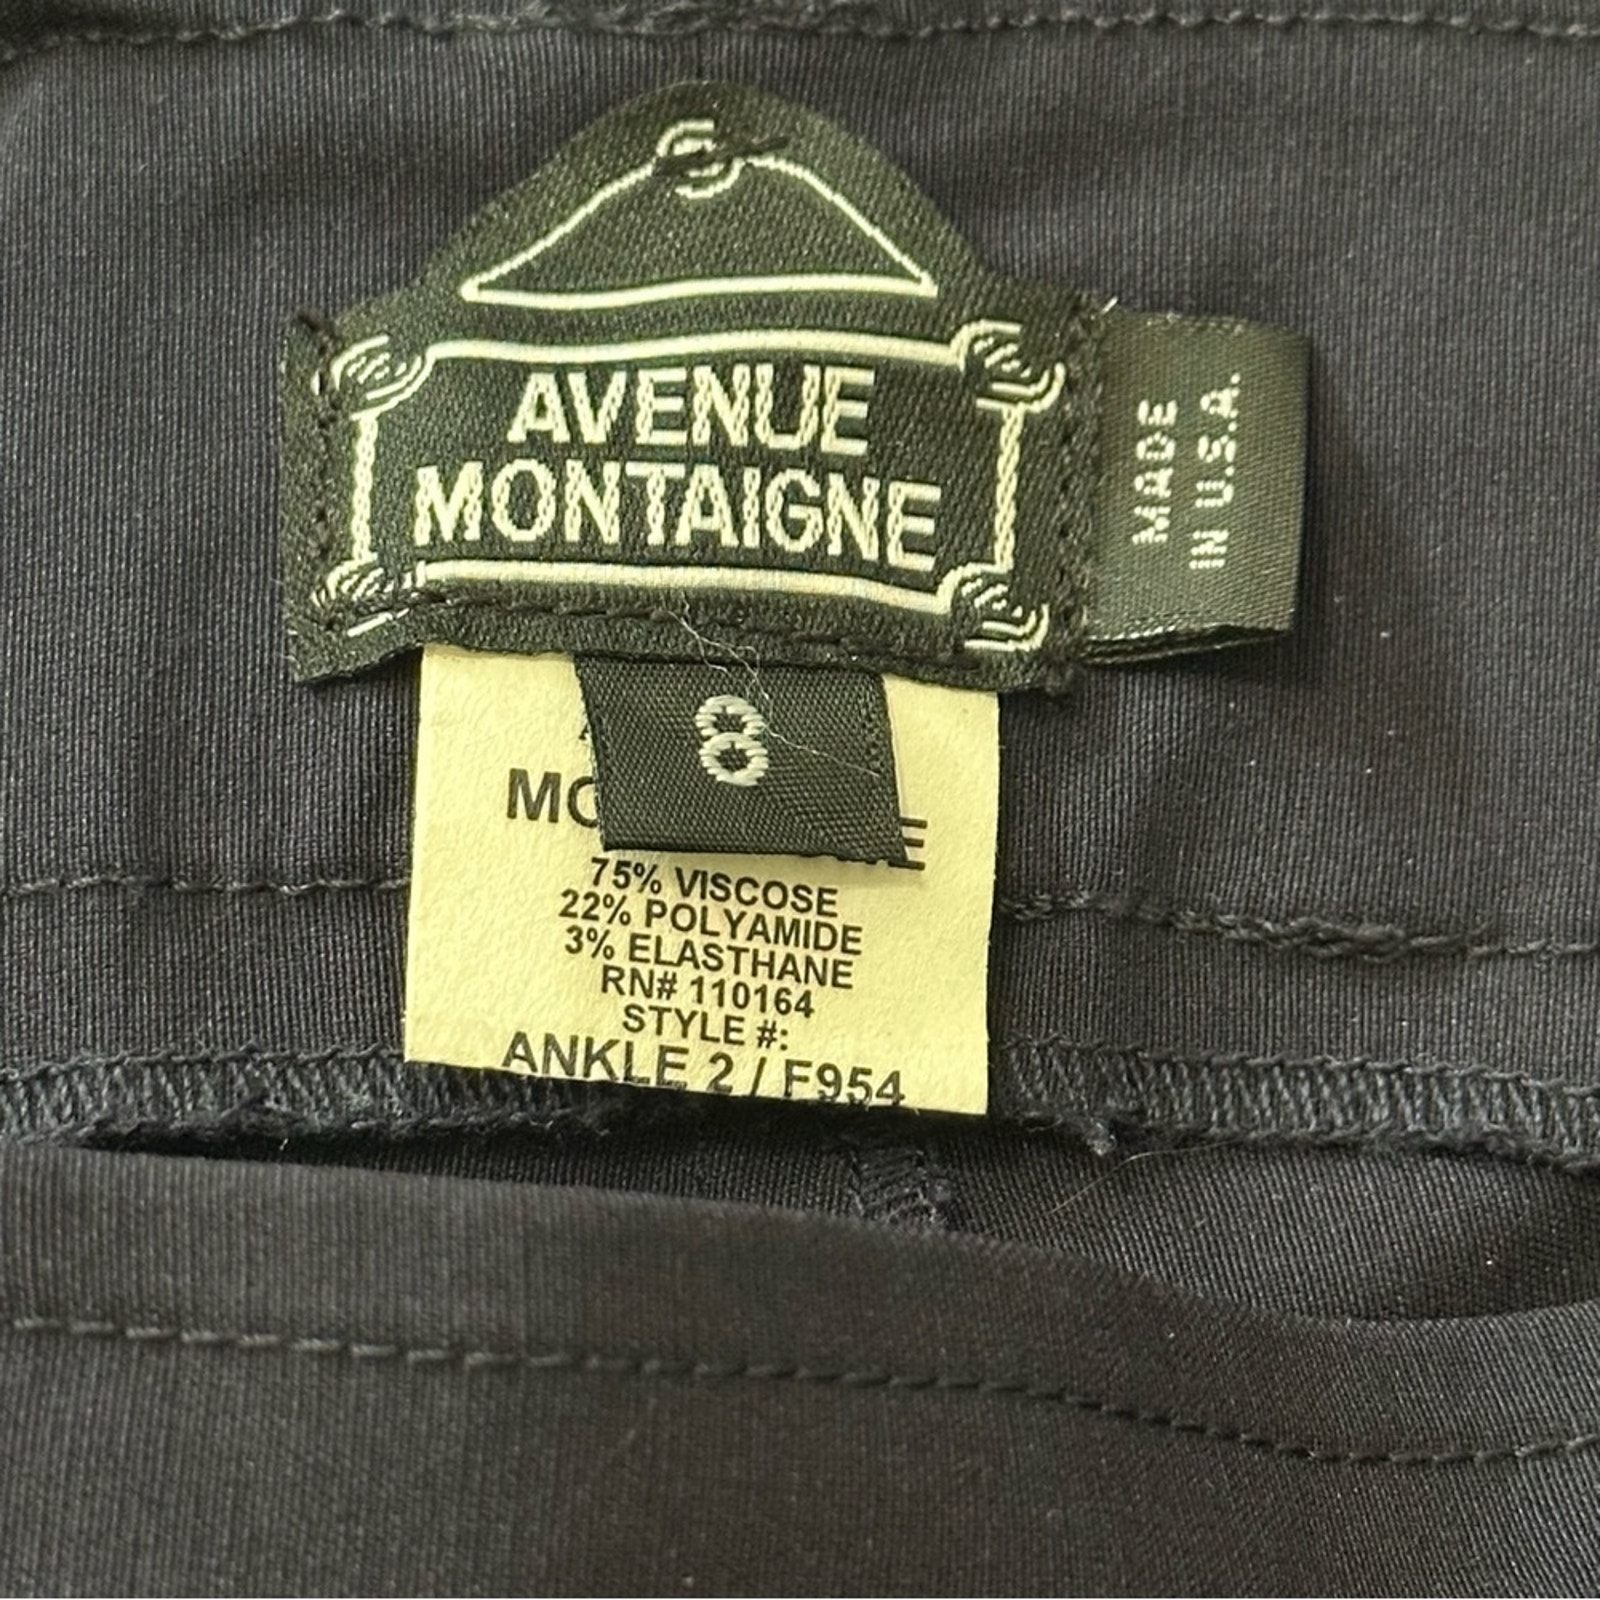 AVENUE
MONTAIGNE
MADE
IN U.S.A.
8
75% VISCOSE
22% POLYAMIDE
3% ELASTHANE
RN# 110164
STYLE #:
ANKLE 2 / F954